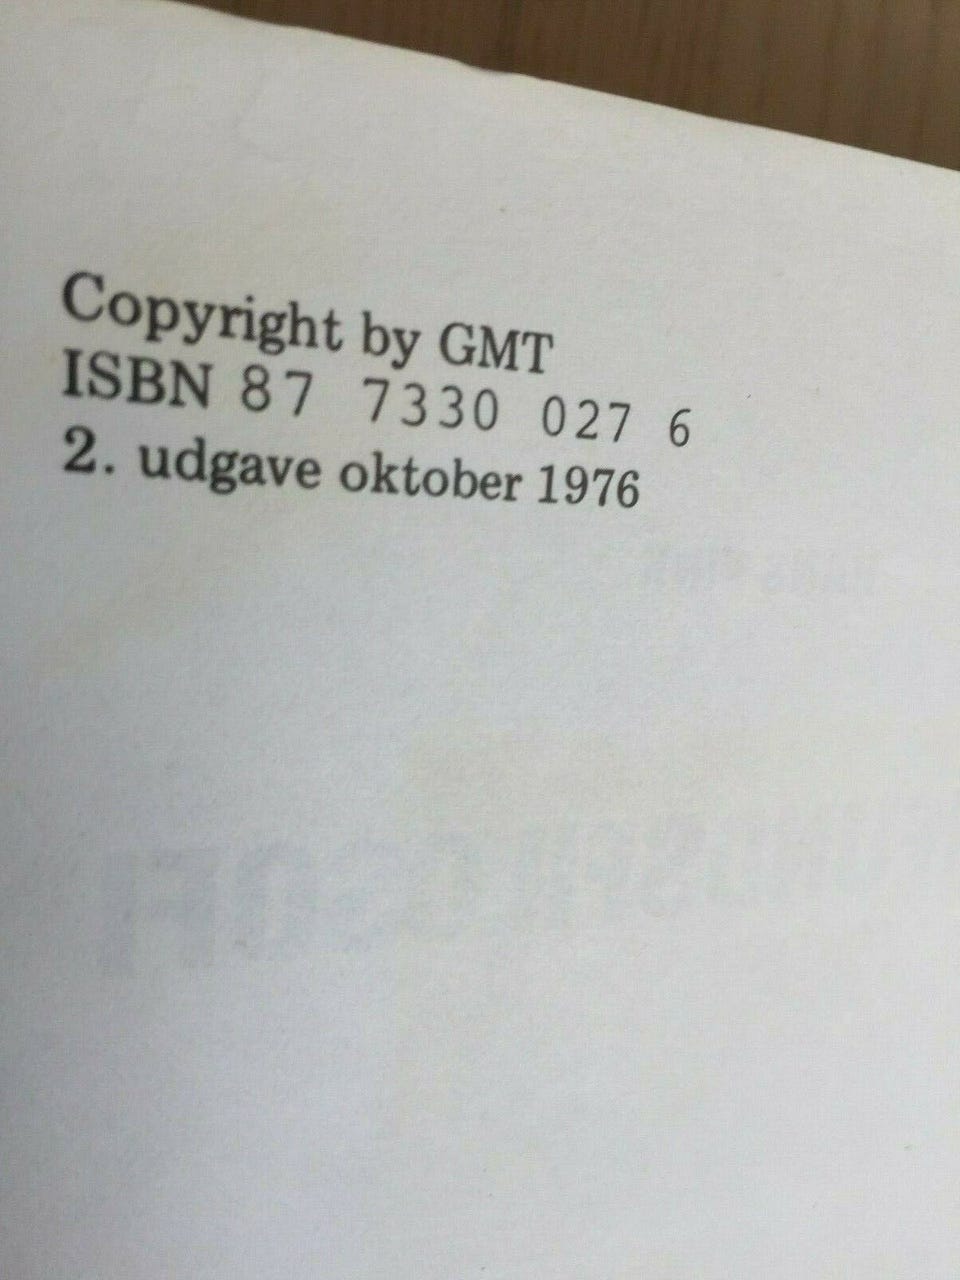 Copyright by GMT
ISBN 87 7330 027 6
2. udgave oktober 1976